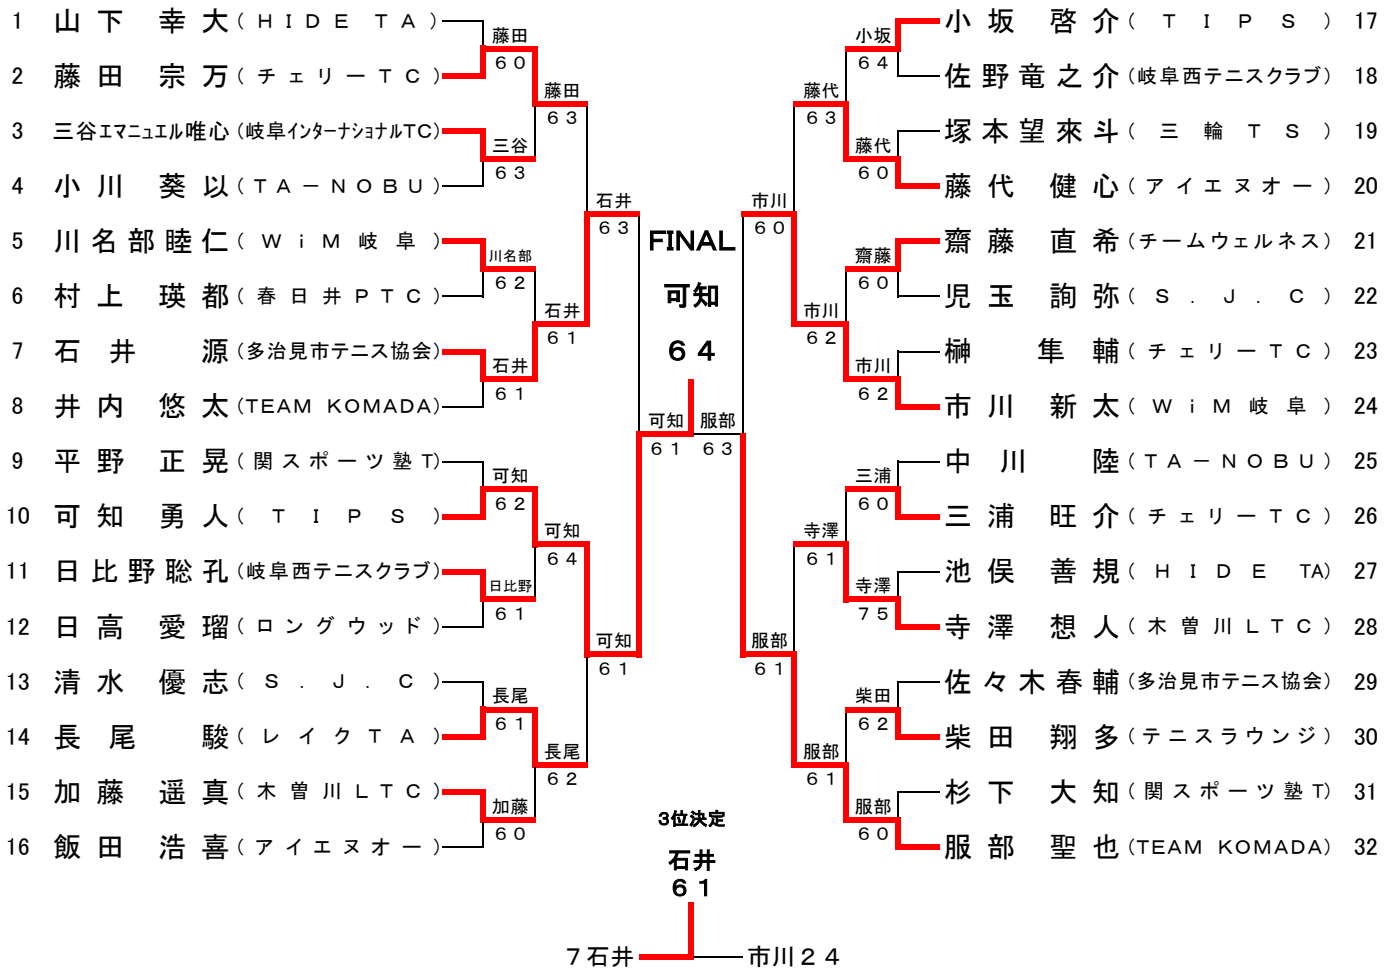 1 山下 幸大 (HIDE TA)
2 藤田 宗万 (チェリーTC)
3 三谷エマニュエル唯心 (岐阜インターナショナルTC)
4 小川 葵以 (TA－NOBU)
5 川名部睦仁 (WiM岐阜)
6 村上 瑛都 (春日井PTC)
7 石井 源 (多治見市テニス協会)
8 井内 悠太 (TEAM KOMADA)
9 平野 正晃 (関スポーツ塾T)
10 可知 勇人 (TIPS)
11 日比野聡孔 (岐阜西テニスクラブ)
12 日高 愛瑠 (ロングウッド)
13 清水 優志 (S．J．C)
14 長尾 駿 (レイクTA)
15 加藤 遥真 (木曽川LTC)
16 飯田 浩喜 (アイエヌオー)
藤田
60
三谷
63
川名部
62
石井
61
可知
62
日比野
61
長尾
61
加藤
60
藤田
63
石井
61
可知
64
長尾
62
石井
63
可知
61
可知
61
FINAL
可知
64
服部
63
市川
60
服部
61
藤代
63
市川
62
寺澤
61
服部
61
小坂
64
藤代
60
齋藤
60
市川
62
三浦
60
寺澤
75
柴田
62
服部
60
小坂啓介 (TIPS) 17
佐野竜之介 (岐阜西テニスクラブ) 18
塚本望來斗 (三輪TS) 19
藤代 健心 (アイエヌオー) 20
齋藤 直希 (チームウェルネス) 21
児玉 詢弥 (S．J．C) 22
榊 隼輔 (チェリーTC) 23
市川 新太 (WiM岐阜) 24
中川 陸 (TA－NOBU) 25
三浦 旺介 (チェリーTC) 26
池俣 善規 (HIDE TA) 27
寺澤 想人 (木曽川LTC) 28
佐々木春輔 (多治見市テニス協会) 29
柴田 翔多 (テニスラウンジ) 30
杉下 大知 (関スポーツ塾T) 31
服部 聖也 (TEAM KOMADA) 32
3位決定
石井
61
7石井
市川24